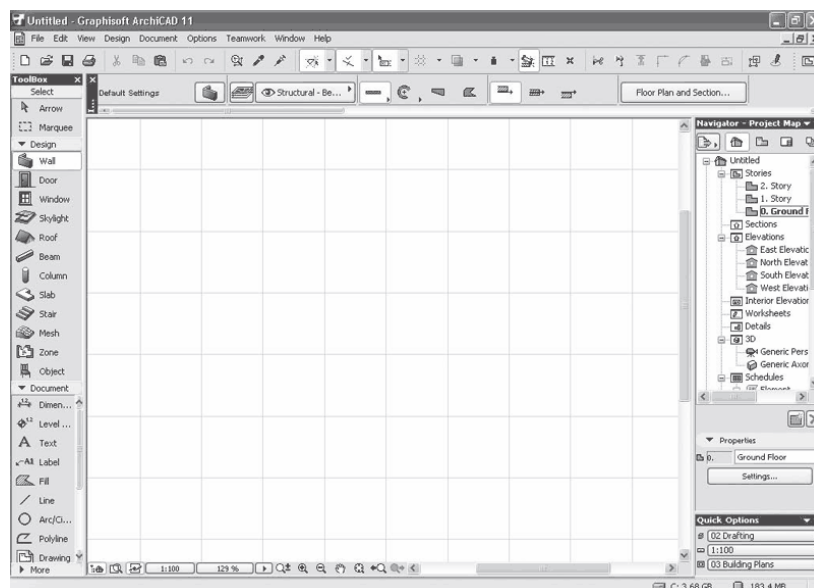 Untitled - Graphisoft ArchiCAD 11
File Edit View Design Document Options Teamwork Window Help
ToolBox
Select
Arrow
Marquee
Design
Wall
Door
Window
Skylight
Roof
Beam
Column
Slab
Stair
Mesh
Zone
Object
Document
Dimen...
Level ...
Text
Label
Fill
Line
Arc/Ci...
Polyline
Drawing
More
Default Settings
Structural - Be...
Floor Plan and Section...
1:100
129 %
Navigator - Project Map
Untitled
Stories
2. Story
1. Story
0. Ground F
Sections
Elevations
East Elevatic
North Elevat
South Elevat
West Elevati
Interior Elevation
Worksheets
Details
3D
Generic Pers
Generic Axor
Schedules
Element
Properties
0. Ground Floor
Settings...
Quick Options
02 Drafting
1:100
03 Building Plans
C: 3.68 GB 183.4 MB